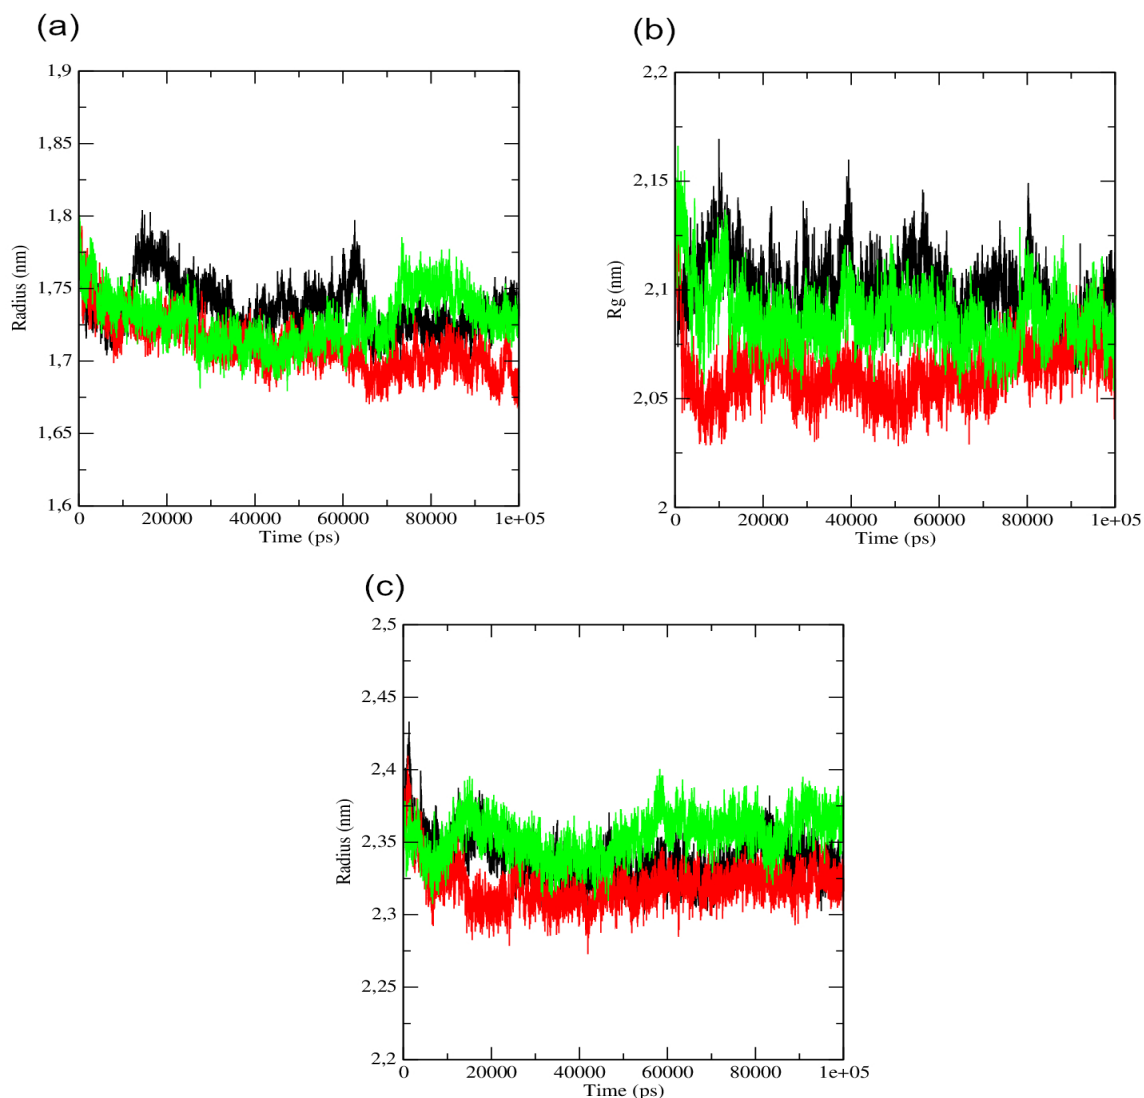 (a)
1,9
1,85
1,8
1,75
1,7
1,65
1,6
Radius (nm)
0 20000 40000 60000 80000 1e+05
Time (ps)
(b)
2,2
2,15
2,1
2,05
2
Rg (nm)
0 20000 40000 60000 80000 1e+05
Time (ps)
(c)
2,5
2,45
2,4
2,35
2,3
2,25
2,2
Radius (nm)
0 20000 40000 60000 80000 1e+05
Time (ps)